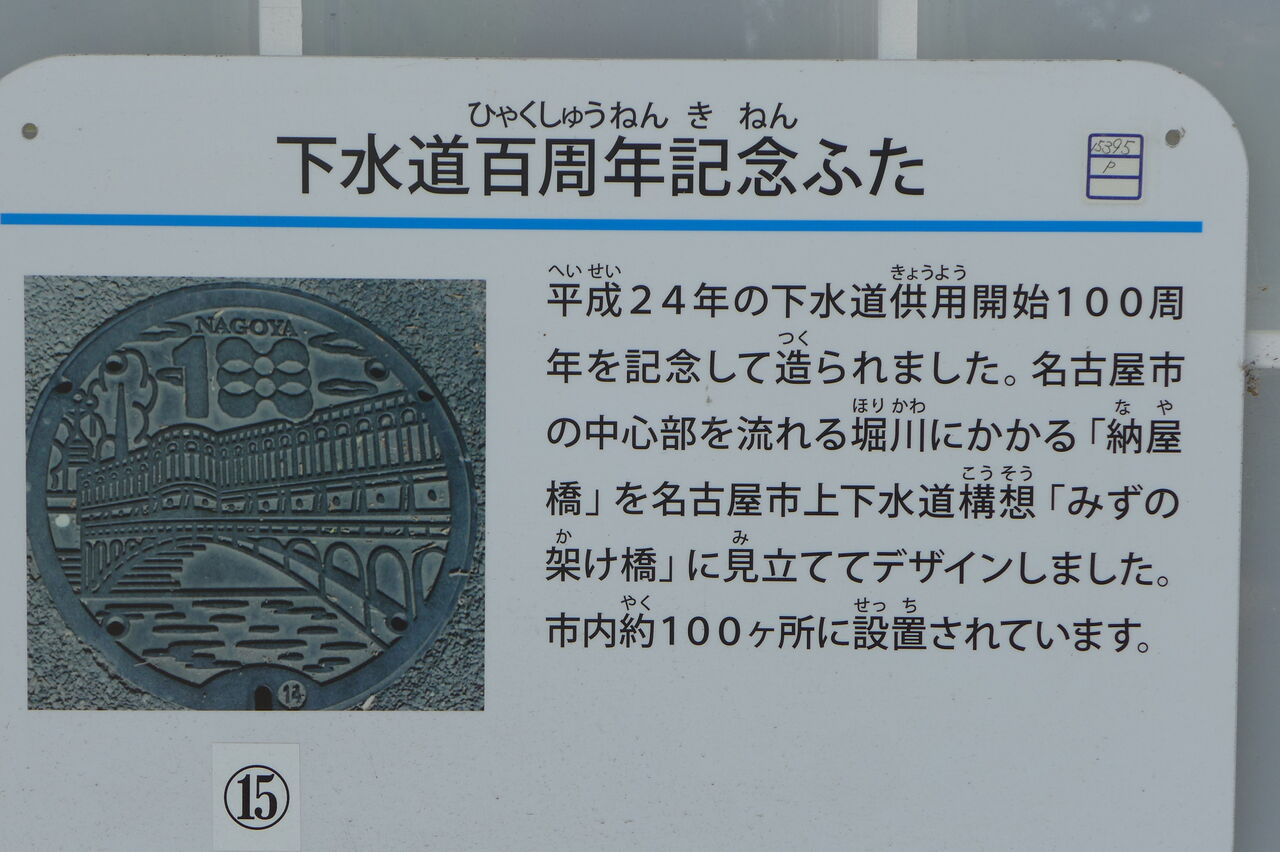 ひゃくしゅうねん き ねん
下水道百周年記念ふた
15395
P
NAGOYA
100
14
⑮
へい せい きょうよう
平成２４年の下水道供用開始１００周
つく
年を記念して造られました。名古屋市
ほり かわ な や
の中心部を流れる堀川にかかる「納屋
こう そう
橋」を名古屋市上下水道構想「みずの
か み
架け橋」に見立ててデザインしました。
やく せっ ち
市内約１００ヶ所に設置されています。